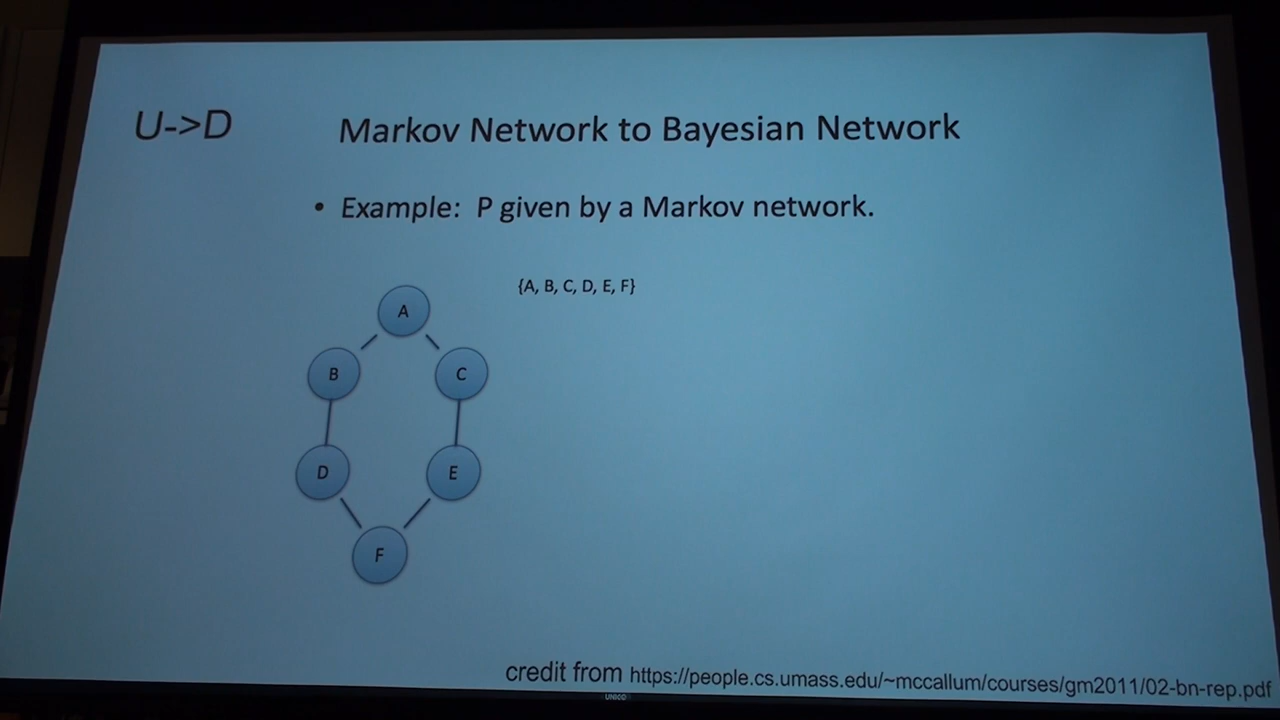 U->D
Markov Network to Bayesian Network
• Example: P given by a Markov network.
{A, B, C, D, E, F}
A
B
C
D
E
F
credit from https://people.cs.umass.edu/~mccallum/courses/gm2011/02-bn-rep.pdf